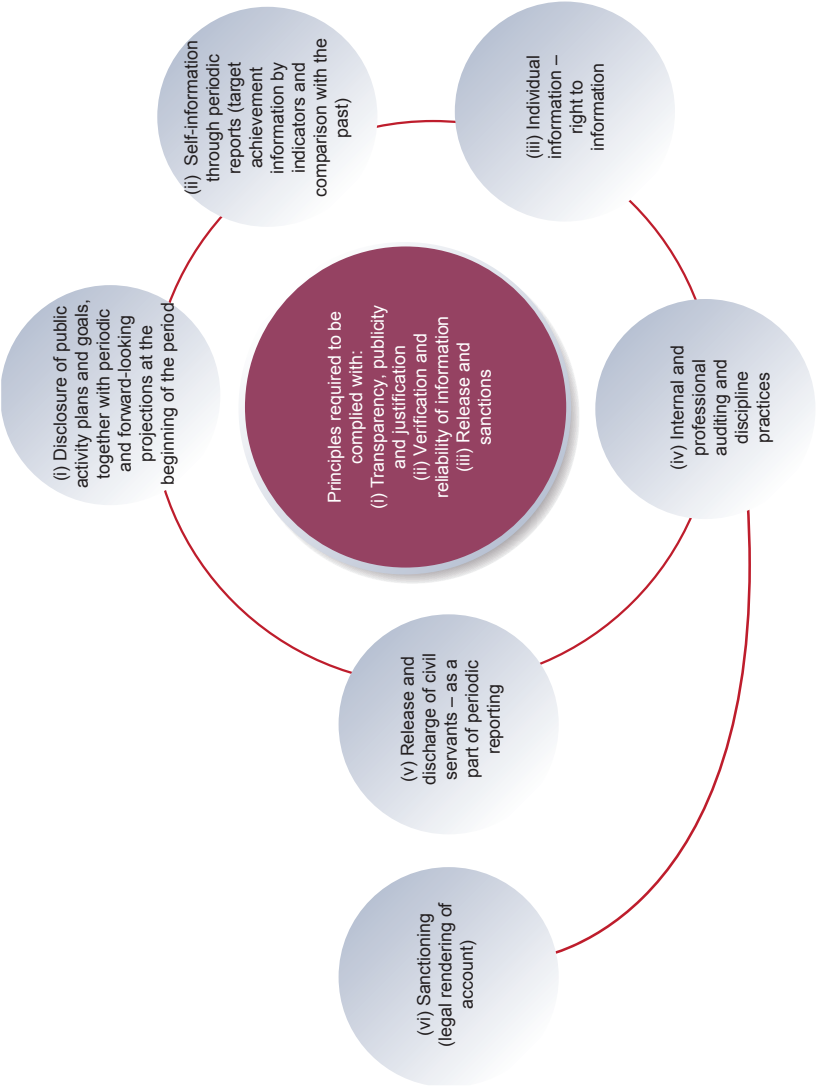 (i) Disclosure of public
activity plans and goals,
together with periodic
and forward-looking
projections at the
beginning of the period
(ii) Self-information
through periodic
reports (target
achievement
information by
indicators and
comparison with the
past)
(iii) Individual
information –
right to
information
(iv) Internal and
professional
auditing and
discipline
practices
(v) Release and
discharge of civil
servants – as a
part of periodic
reporting
(vi) Sanctioning
(legal rendering of
account)
Principles required to be
complied with:
(i) Transparency, publicity
and justification
(ii) Verification and
reliability of information
(iii) Release and
sanctions